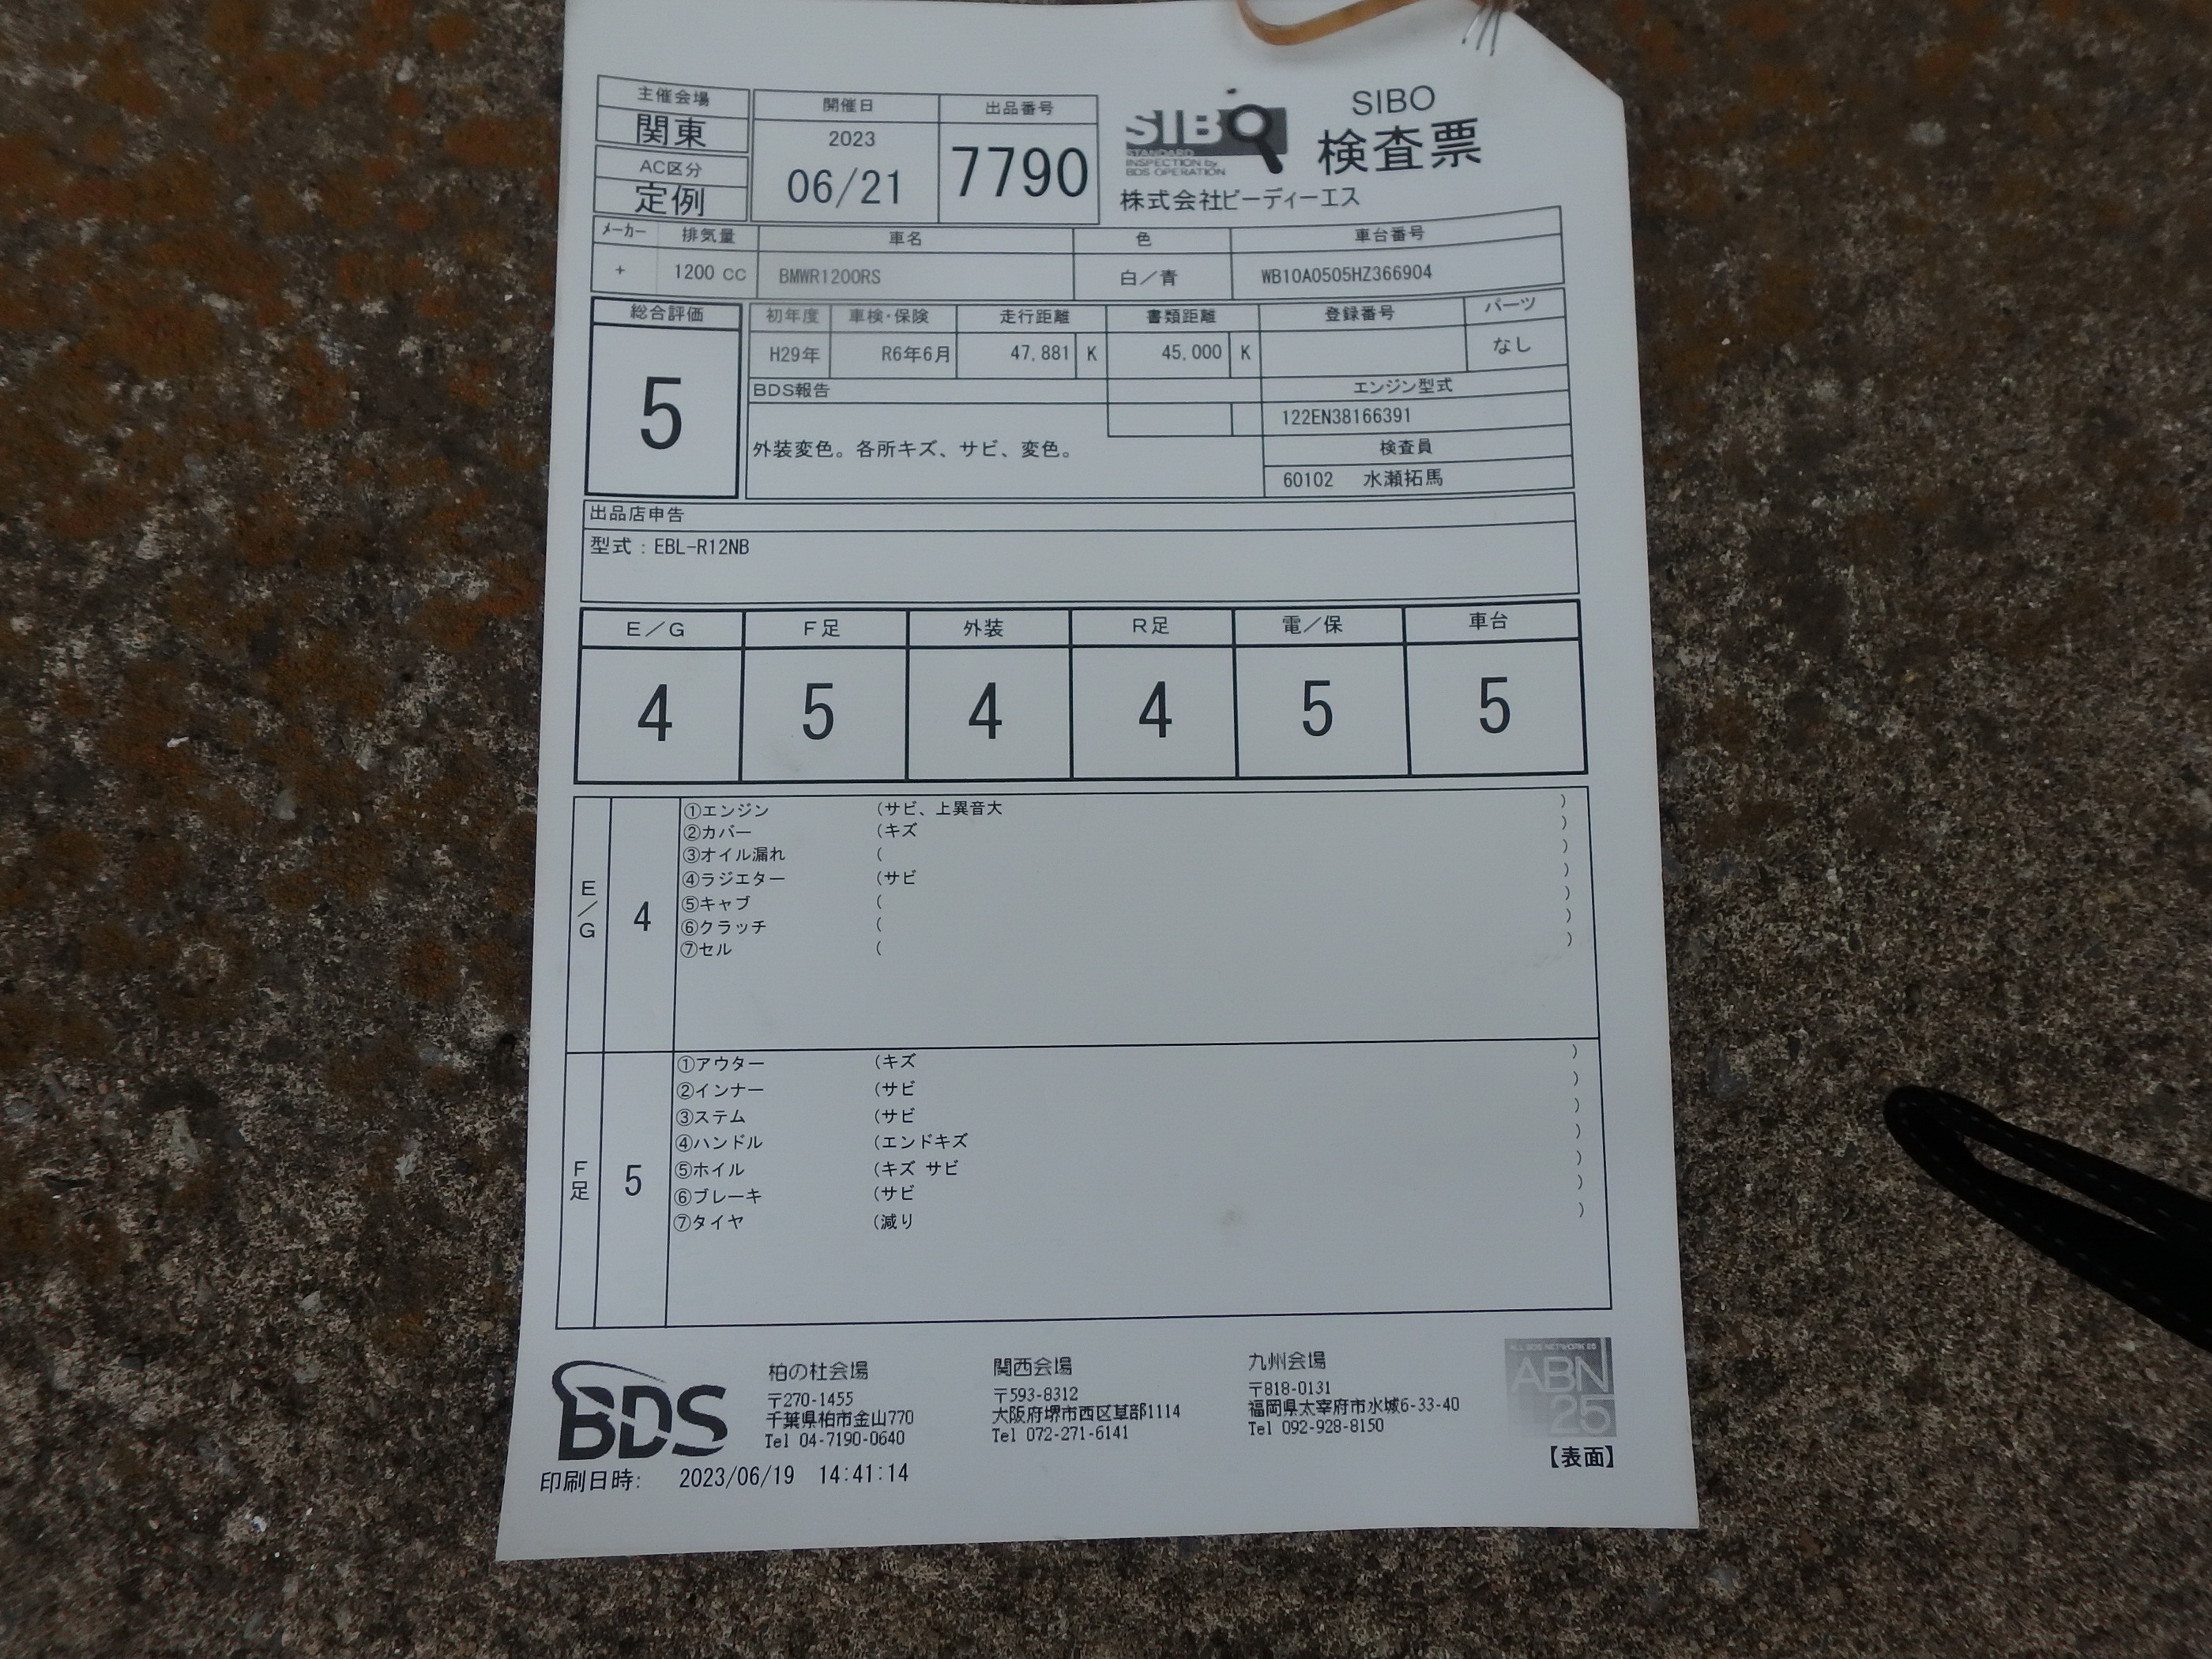 主催会場
関東
AC区分
定例
開催日
2023
06/21
出品番号
7790
SIBO
STANDARD
INSPECTION by
BDS OPERATION
SIBO
検査票
株式会社ビーディーエス
メーカー 排気量 車名 色 車台番号
+ 1200 CC BMWR1200RS 白／青 WB10A0505HZ366904
総合評価
5
初年度 車検・保険 走行距離 書類距離 登録番号 パーツ
H29年 R6年6月 47,881 K 45,000 K なし
BDS報告
外装変色。各所キズ、サビ、変色。
エンジン型式
122EN38166391
検査員
60102 水瀬拓馬
出品店申告
型式：EBL-R12NB
E／G F足 外装 R足 電／保 車台
4 5 4 4 5 5
E／G
4
①エンジン (サビ、上異音大 )
②カバー (キズ )
③オイル漏れ ( )
④ラジエター (サビ )
⑤キャブ ( )
⑥クラッチ ( )
⑦セル ( )
F足
5
①アウター (キズ )
②インナー (サビ )
③ステム (サビ )
④ハンドル (エンドキズ )
⑤ホイル (キズ サビ )
⑥ブレーキ (サビ )
⑦タイヤ (減り )
BDS
柏の杜会場
〒270-1455
千葉県柏市金山770
Tel 04-7190-0640
関西会場
〒593-8312
大阪府堺市西区草部1114
Tel 072-271-6141
九州会場
〒818-0131
福岡県太宰府市水城6-33-40
Tel 092-928-8150
ALL BDS NETWORK 25
ABN
25
【表面】
印刷日時: 2023/06/19 14:41:14